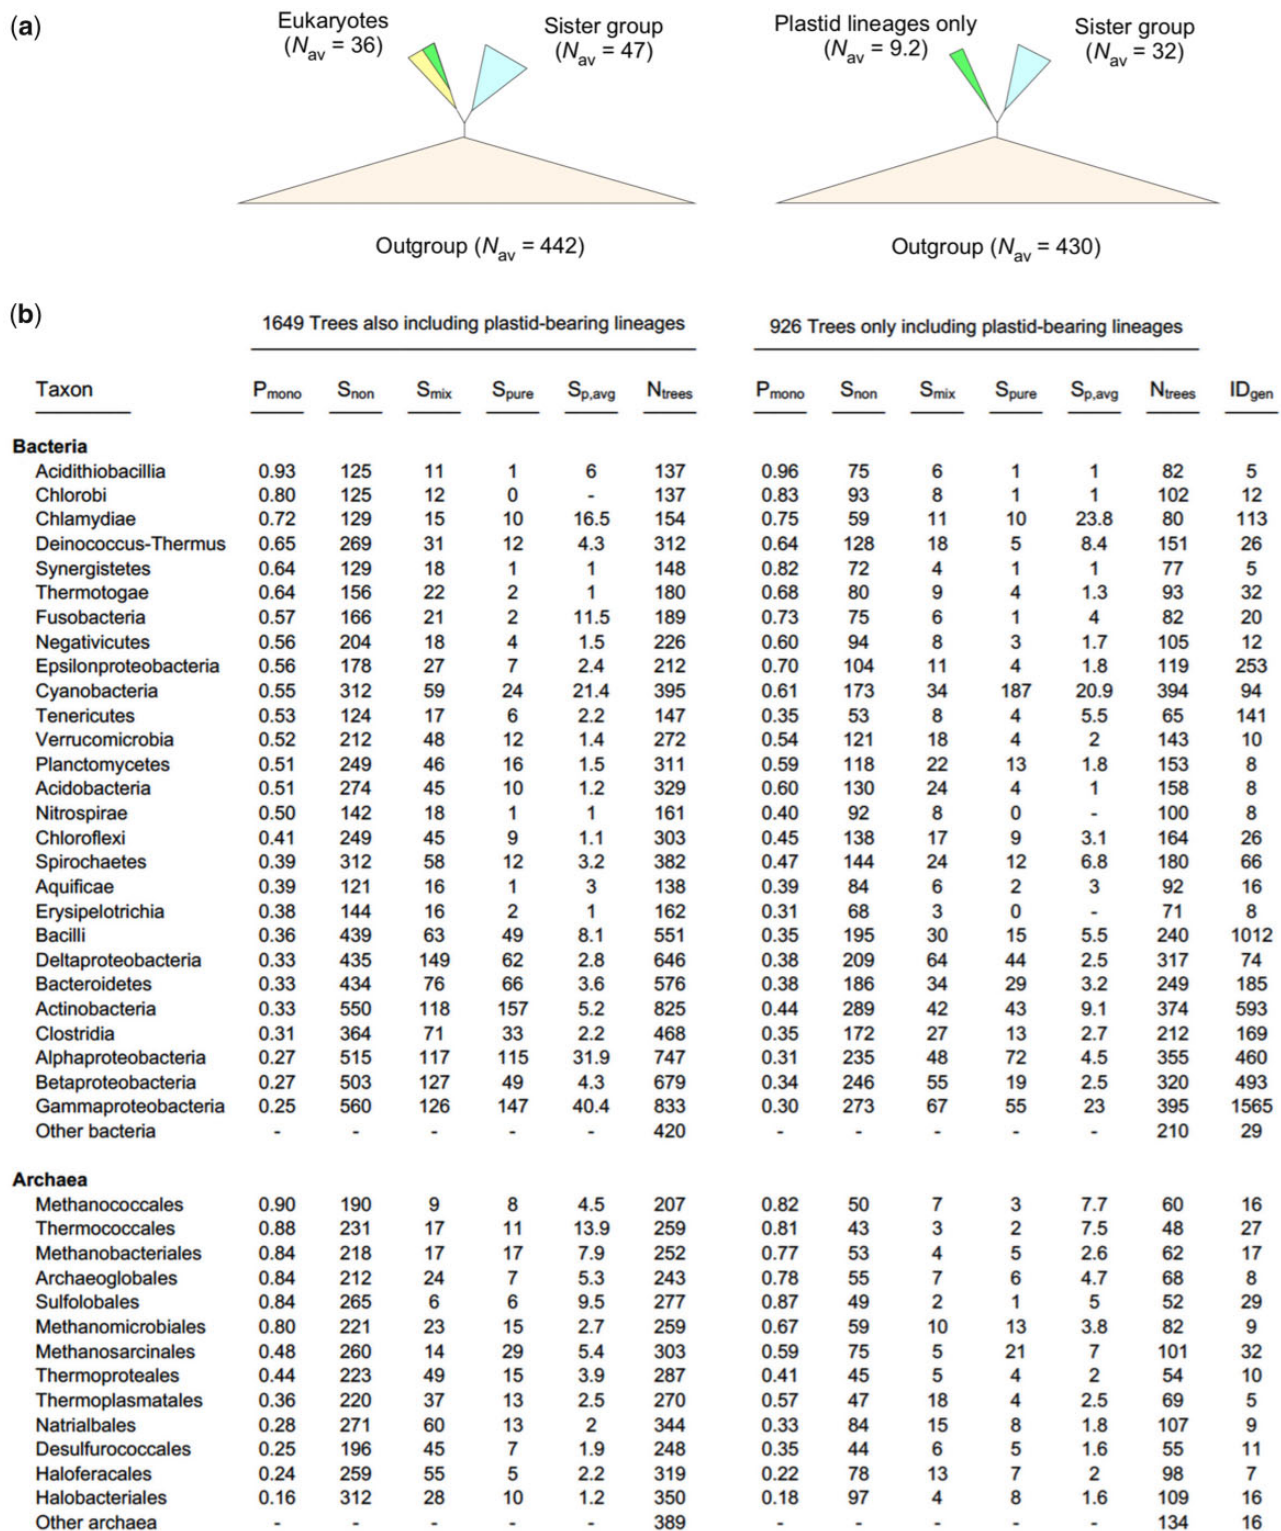 (a)
Eukaryotes
(Nav = 36)
Sister group
(Nav = 47)
Plastid lineages only
(Nav = 9.2)
Sister group
(Nav = 32)
Outgroup (Nav = 442)
Outgroup (Nav = 430)
(b)
1649 Trees also including plastid-bearing lineages
926 Trees only including plastid-bearing lineages
Taxon Pmono Snon Smix Spure Sp,avg Ntrees Pmono Snon Smix Spure Sp,avg Ntrees IDgen
Bacteria
Acidithiobacillia 0.93 125 11 1 6 137 0.96 75 6 1 1 82 5
Chlorobi 0.80 125 12 0 - 137 0.83 93 8 1 1 102 12
Chlamydiae 0.72 129 15 10 16.5 154 0.75 59 11 10 23.8 80 113
Deinococcus-Thermus 0.65 269 31 12 4.3 312 0.64 128 18 5 8.4 151 26
Synergistetes 0.64 129 18 1 1 148 0.82 72 4 1 1 77 5
Thermotogae 0.64 156 22 2 1 180 0.68 80 9 4 1.3 93 32
Fusobacteria 0.57 166 21 2 11.5 189 0.73 75 6 1 4 82 20
Negativicutes 0.56 204 18 4 1.5 226 0.60 94 8 3 1.7 105 12
Epsilonproteobacteria 0.56 178 27 7 2.4 212 0.70 104 11 4 1.8 119 253
Cyanobacteria 0.55 312 59 24 21.4 395 0.61 173 34 187 20.9 394 94
Tenericutes 0.53 124 17 6 2.2 147 0.35 53 8 4 5.5 65 141
Verrucomicrobia 0.52 212 48 12 1.4 272 0.54 121 18 4 2 143 10
Planctomycetes 0.51 249 46 16 1.5 311 0.59 118 22 13 1.8 153 8
Acidobacteria 0.51 274 45 10 1.2 329 0.60 130 24 4 1 158 8
Nitrospirae 0.50 142 18 1 1 161 0.40 92 8 0 - 100 8
Chloroflexi 0.41 249 45 9 1.1 303 0.45 138 17 9 3.1 164 26
Spirochaetes 0.39 312 58 12 3.2 382 0.47 144 24 12 6.8 180 66
Aquificae 0.39 121 16 1 3 138 0.39 84 6 2 3 92 16
Erysipelotrichia 0.38 144 16 2 1 162 0.31 68 3 0 - 71 8
Bacilli 0.36 439 63 49 8.1 551 0.35 195 30 15 5.5 240 1012
Deltaproteobacteria 0.33 435 149 62 2.8 646 0.38 209 64 44 2.5 317 74
Bacteroidetes 0.33 434 76 66 3.6 576 0.38 186 34 29 3.2 249 185
Actinobacteria 0.33 550 118 157 5.2 825 0.44 289 42 43 9.1 374 593
Clostridia 0.31 364 71 33 2.2 468 0.35 172 27 13 2.7 212 169
Alphaproteobacteria 0.27 515 117 115 31.9 747 0.31 235 48 72 4.5 355 460
Betaproteobacteria 0.27 503 127 49 4.3 679 0.34 246 55 19 2.5 320 493
Gammaproteobacteria 0.25 560 126 147 40.4 833 0.30 273 67 55 23 395 1565
Other bacteria - - - - - 420 - - - - - 210 29
Archaea
Methanococcales 0.90 190 9 8 4.5 207 0.82 50 7 3 7.7 60 16
Thermococcales 0.88 231 17 11 13.9 259 0.81 43 3 2 7.5 48 27
Methanobacteriales 0.84 218 17 17 7.9 252 0.77 53 4 5 2.6 62 17
Archaeoglobales 0.84 212 24 7 5.3 243 0.78 55 7 6 4.7 68 8
Sulfolobales 0.84 265 6 6 9.5 277 0.87 49 2 1 5 52 29
Methanomicrobiales 0.80 221 23 15 2.7 259 0.67 59 10 13 3.8 82 9
Methanosarcinales 0.48 260 14 29 5.4 303 0.59 75 5 21 7 101 32
Thermoproteales 0.44 223 49 15 3.9 287 0.41 45 5 4 2 54 10
Thermoplasmatales 0.36 220 37 13 2.5 270 0.57 47 18 4 2.5 69 5
Natrialbales 0.28 271 60 13 2 344 0.33 84 15 8 1.8 107 9
Desulfurococcales 0.25 196 45 7 1.9 248 0.35 44 6 5 1.6 55 11
Haloferacales 0.24 259 55 5 2.2 319 0.22 78 13 7 2 98 7
Halobacteriales 0.16 312 28 10 1.2 350 0.18 97 4 8 1.6 109 16
Other archaea - - - - - 389 - - - - - 134 16